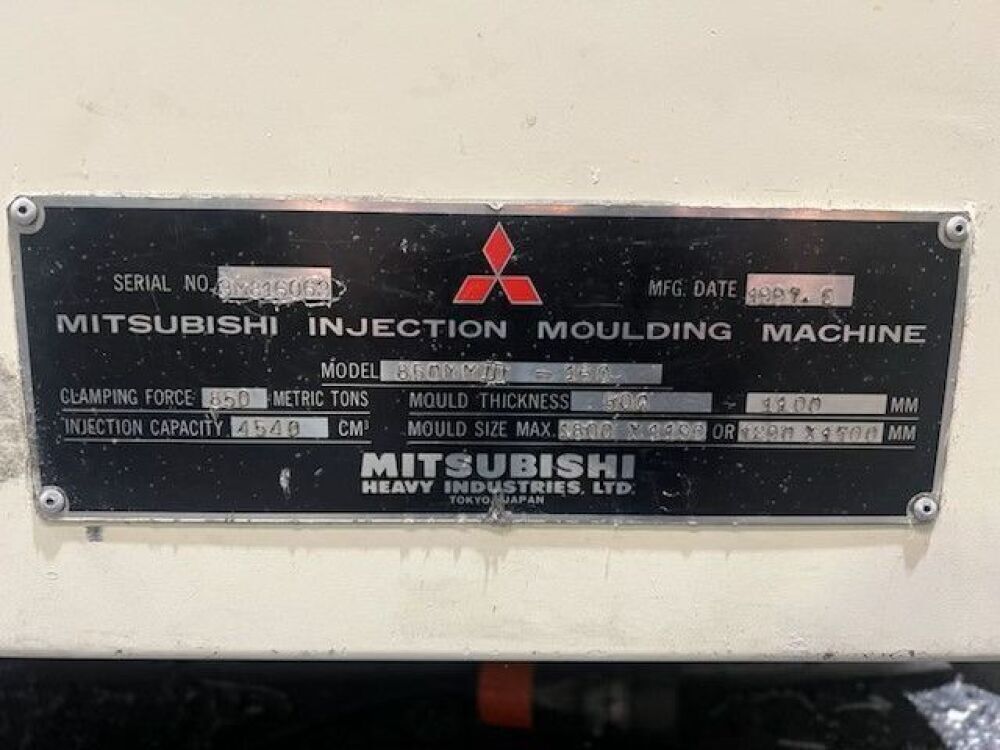 SERIAL NO.
MFG. DATE
MITSUBISHI INJECTION MOULDING MACHINE
MODEL
CLAMPING FORCE 850 METRIC TONS
MOULD THICKNESS 500 ~ 1100 MM
INJECTION CAPACITY 4540 CM³
MOULD SIZE MAX. OR MM
MITSUBISHI
HEAVY INDUSTRIES, LTD.
TOKYO, JAPAN